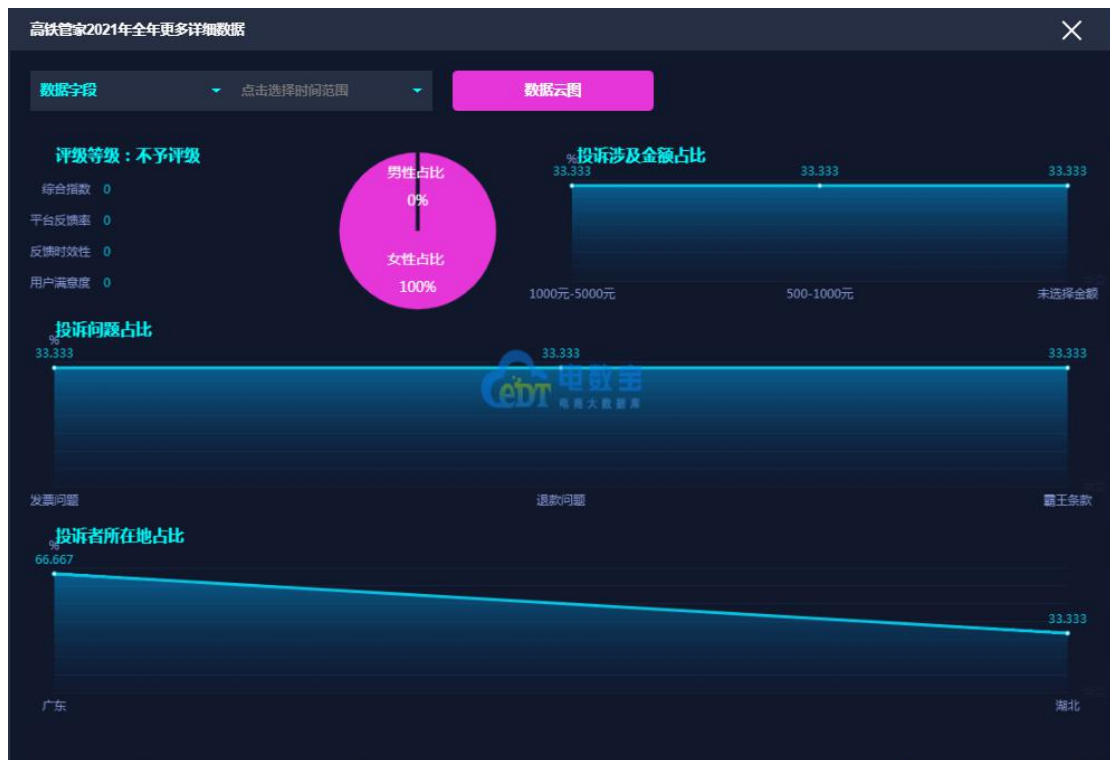 高铁管家2021年全年更多详细数据
数据字段
点击选择时间范围
数据云图
评级等级：不予评级
综合指数 0
平台反馈率 0
反馈时效性 0
用户满意度 0
男性占比
0%
女性占比
100%
投诉涉及金额占比
%
33.333
33.333
33.333
1000元-5000元
500-1000元
未选择金额
投诉问题占比
%
33.333
33.333
33.333
eDT 电数宝
电商大数据库
发票问题
退款问题
霸王条款
投诉者所在地占比
%
66.667
33.333
广东
湖北